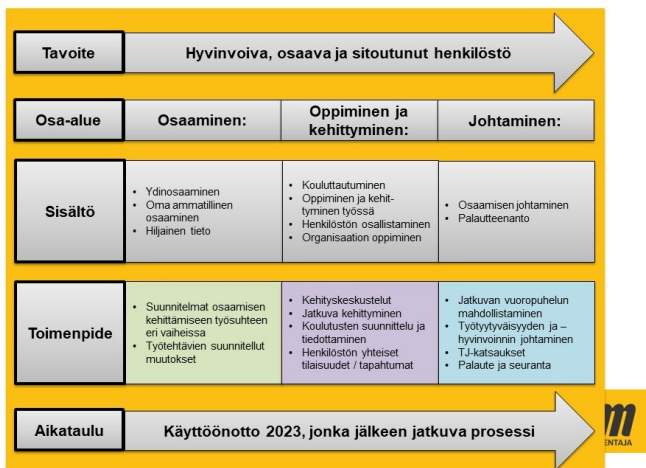 Tavoite
Hyvinvoiva, osaava ja sitoutunut henkilöstö
Osa-alue
Osaaminen:
Oppiminen ja
kehittyminen:
Johtaminen:
Sisältö
• Ydinosaaminen
• Oma ammatillinen
osaaminen
• Hiljainen tieto
• Kouluttautuminen
• Oppiminen ja kehit-
tyminen työssä
• Henkilöstön osallistaminen
• Organisaation oppiminen
• Osaamisen johtaminen
• Palautteenanto
Toimenpide
• Suunnitelmat osaamisen
kehittämiseen työsuhteen
eri vaiheissa
• Työtehtävien suunnitellut
muutokset
• Kehityskeskustelut
• Jatkuva kehittyminen
• Koulutusten suunnittelu ja
tiedottaminen
• Henkilöstön yhteiset
tilaisuudet / tapahtumat
• Jatkuvan vuoropuhelun
mahdollistaminen
• Työtyytyväisyyden ja –
hyvinvoinnin johtaminen
• TJ-katsaukset
• Palaute ja seuranta
Aikataulu
Käyttöönotto 2023, jonka jälkeen jatkuva prosessi
m
ENTAJA